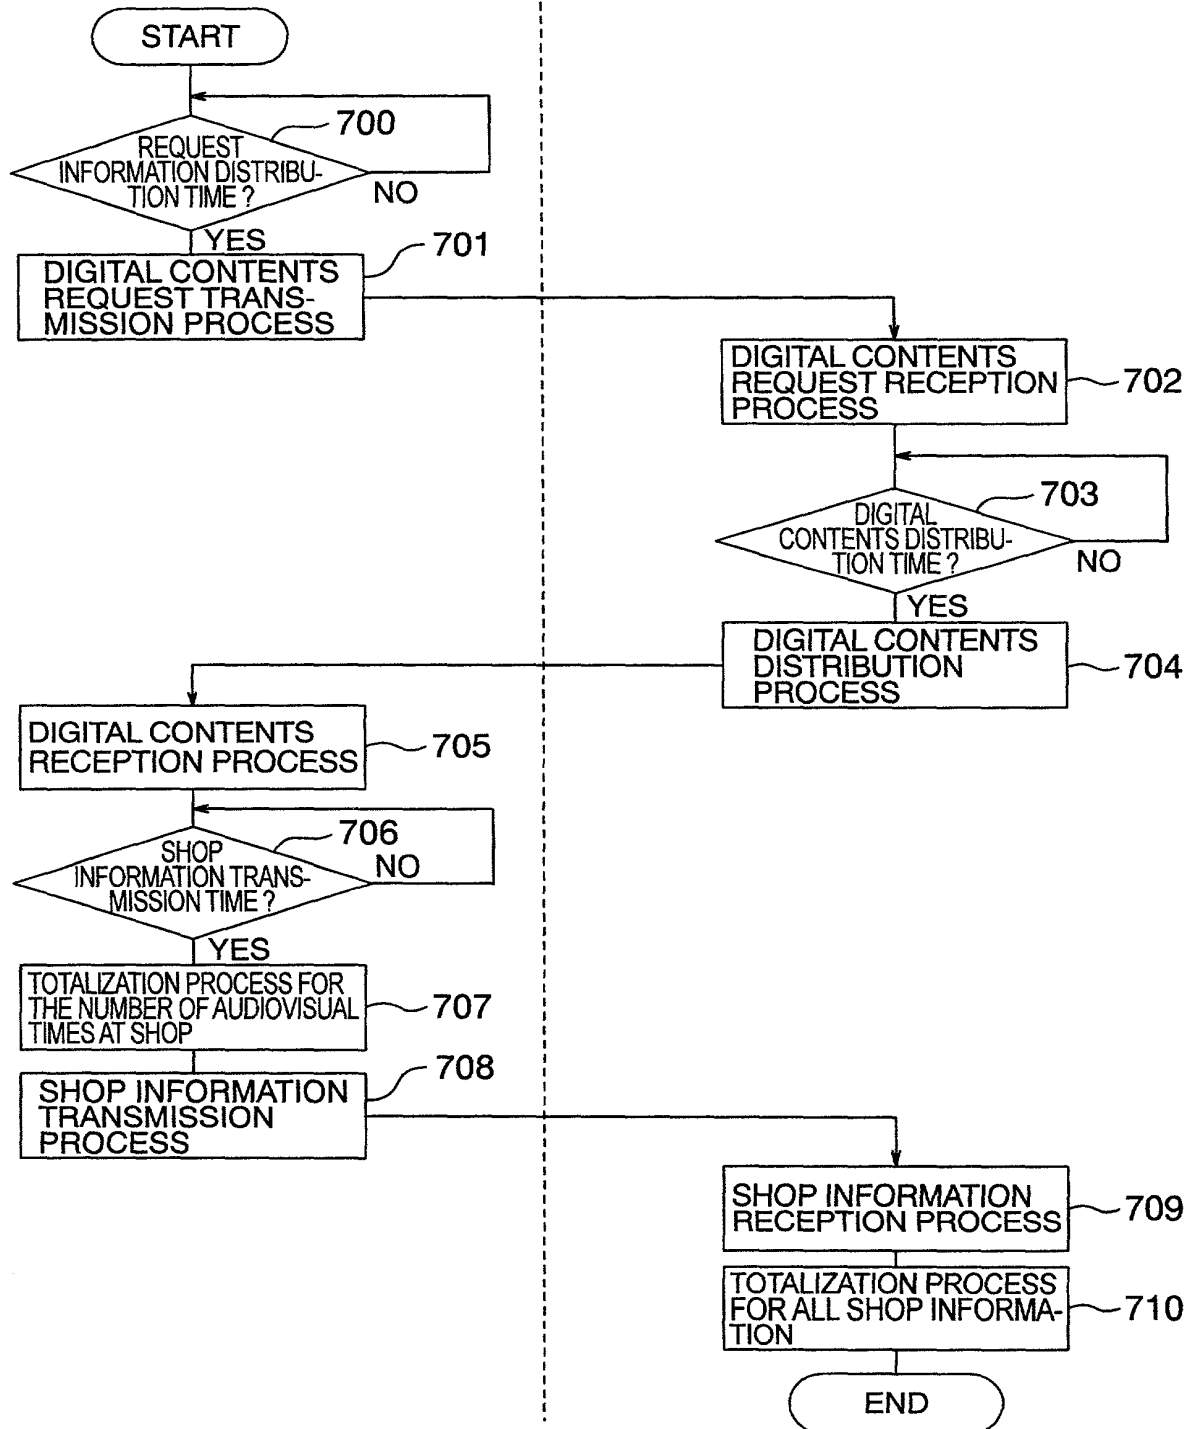 START
700
REQUEST
INFORMATION DISTRIBU-
TION TIME ?
NO
YES
701
DIGITAL CONTENTS
REQUEST TRANS-
MISSION PROCESS
DIGITAL CONTENTS
REQUEST RECEPTION
PROCESS
702
703
DIGITAL
CONTENTS DISTRIBU-
TION TIME ?
NO
YES
DIGITAL CONTENTS
DISTRIBUTION
PROCESS
704
DIGITAL CONTENTS
RECEPTION PROCESS
705
706
SHOP
INFORMATION TRANS-
MISSION TIME ?
NO
YES
TOTALIZATION PROCESS FOR
THE NUMBER OF AUDIOVISUAL
TIMES AT SHOP
707
708
SHOP INFORMATION
TRANSMISSION
PROCESS
SHOP INFORMATION
RECEPTION PROCESS
709
TOTALIZATION PROCESS
FOR ALL SHOP INFORMA-
TION
710
END